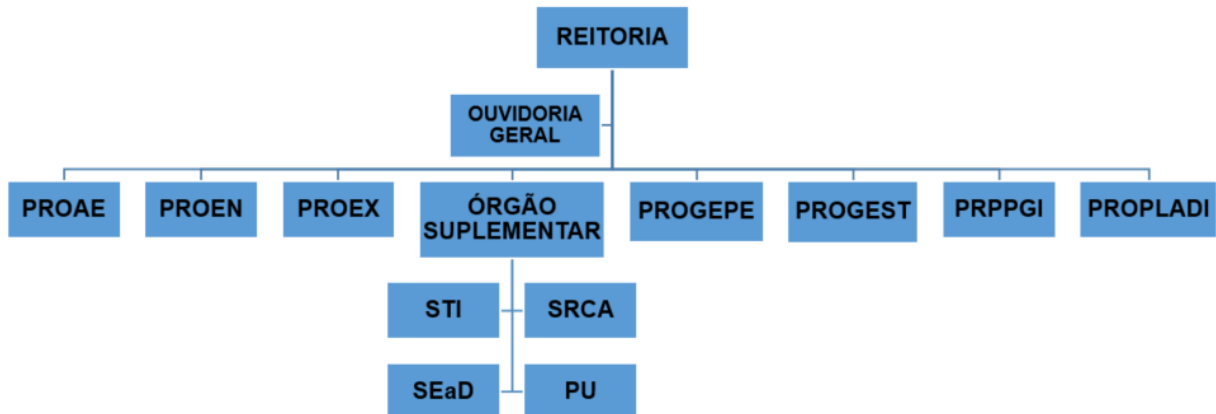 REITORIA
OUVIDORIA
GERAL
PROAE
PROEN
PROEX
ÓRGÃO
SUPLEMENTAR
PROGEPE
PROGEST
PRPPGI
PROPLADI
STI
SRCA
SEaD
PU